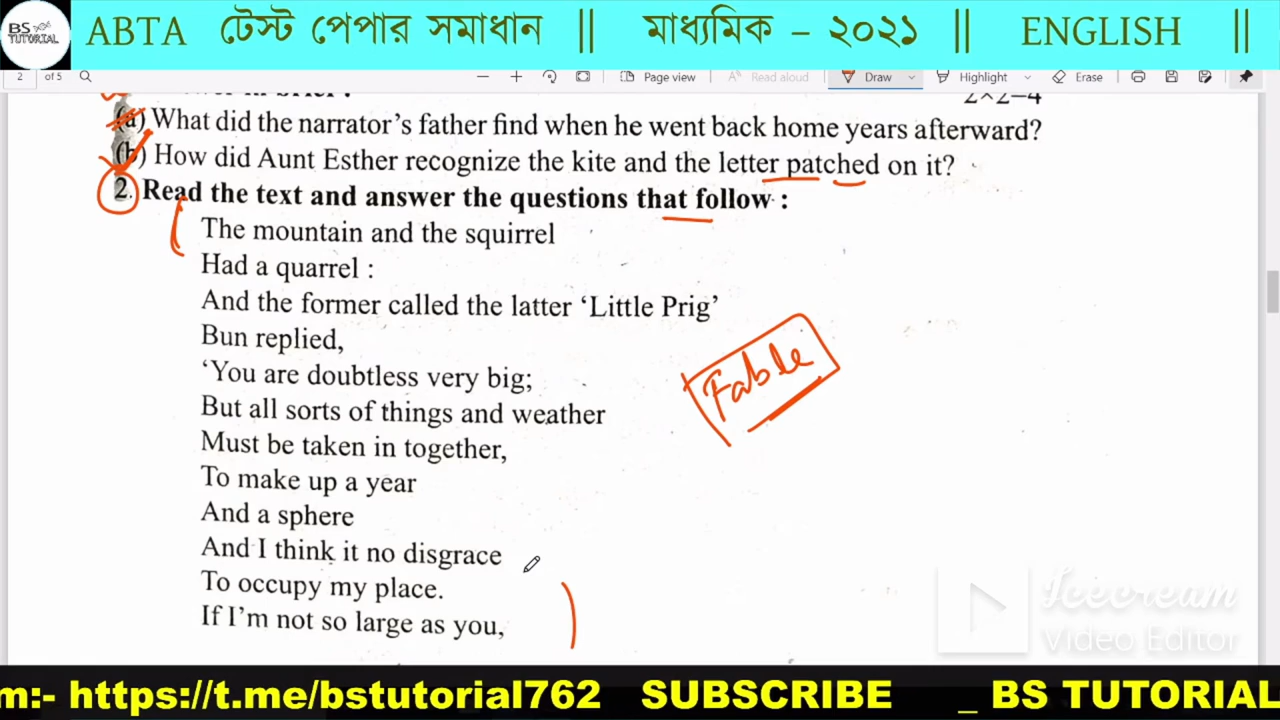 BS
TUTORIAL
ABTA টেস্ট পেপার সমাধান || মাধ্যমিক – ২০২১ || ENGLISH ||
2 of 5 Page view Read aloud Draw Highlight Erase
2×2=4
(a) What did the narrator's father find when he went back home years afterward?
(b) How did Aunt Esther recognize the kite and the letter patched on it?
2. Read the text and answer the questions that follow :
The mountain and the squirrel
Had a quarrel :
And the former called the latter ‘Little Prig’
Bun replied,
‘You are doubtless very big;
Fable
But all sorts of things and weather
Must be taken in together,
To make up a year
And a sphere
And I think it no disgrace
To occupy my place.
If I'm not so large as you,
Icecream
Video Editor
m:- https://t.me/bstutorial762 SUBSCRIBE _ BS TUTORIAL